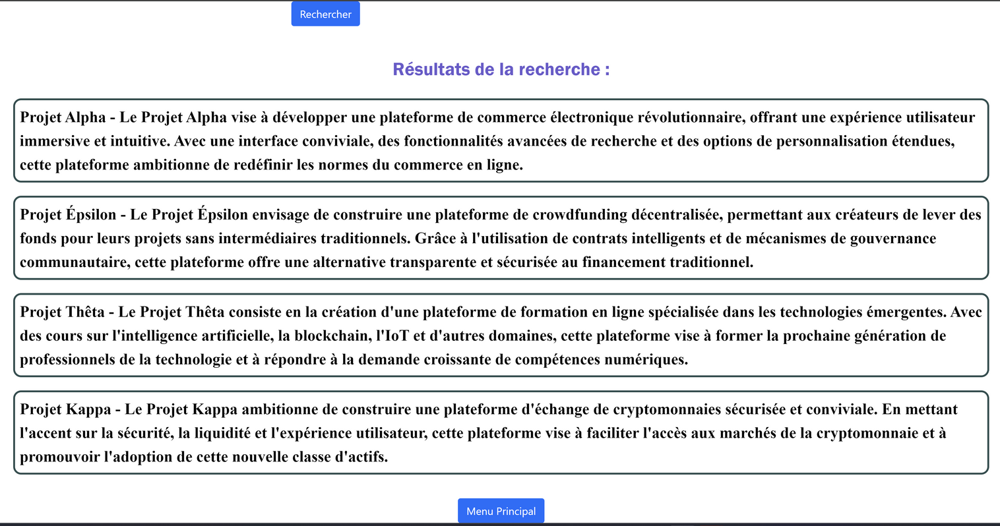 Rechercher
Résultats de la recherche :
Projet Alpha - Le Projet Alpha vise à développer une plateforme de commerce électronique révolutionnaire, offrant une expérience utilisateur
immersive et intuitive. Avec une interface conviviale, des fonctionnalités avancées de recherche et des options de personnalisation étendues,
cette plateforme ambitionne de redéfinir les normes du commerce en ligne.
Projet Épsilon - Le Projet Épsilon envisage de construire une plateforme de crowdfunding décentralisée, permettant aux créateurs de lever des
fonds pour leurs projets sans intermédiaires traditionnels. Grâce à l'utilisation de contrats intelligents et de mécanismes de gouvernance
communautaire, cette plateforme offre une alternative transparente et sécurisée au financement traditionnel.
Projet Thêta - Le Projet Thêta consiste en la création d'une plateforme de formation en ligne spécialisée dans les technologies émergentes. Avec
des cours sur l'intelligence artificielle, la blockchain, l'IoT et d'autres domaines, cette plateforme vise à former la prochaine génération de
professionnels de la technologie et à répondre à la demande croissante de compétences numériques.
Projet Kappa - Le Projet Kappa ambitionne de construire une plateforme d'échange de cryptomonnaies sécurisée et conviviale. En mettant
l'accent sur la sécurité, la liquidité et l'expérience utilisateur, cette plateforme vise à faciliter l'accès aux marchés de la cryptomonnaie et à
promouvoir l'adoption de cette nouvelle classe d'actifs.
Menu Principal